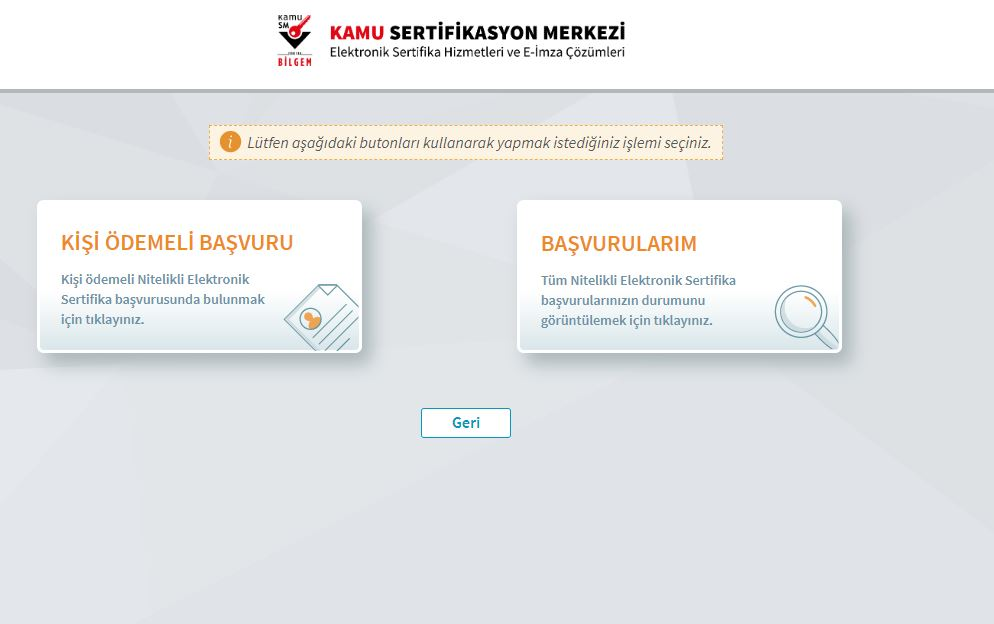 Kamu
SM
BİLGEM
KAMU SERTİFİKASYON MERKEZİ
Elektronik Sertifika Hizmetleri ve E-İmza Çözümleri
i Lütfen aşağıdaki butonları kullanarak yapmak istediğiniz işlemi seçiniz.
KİŞİ ÖDEMELİ BAŞVURU
Kişi ödemeli Nitelikli Elektronik
Sertifika başvurusunda bulunmak
için tıklayınız.
BAŞVURULARIM
Tüm Nitelikli Elektronik Sertifika
başvurularınızın durumunu
görüntülemek için tıklayınız.
Geri